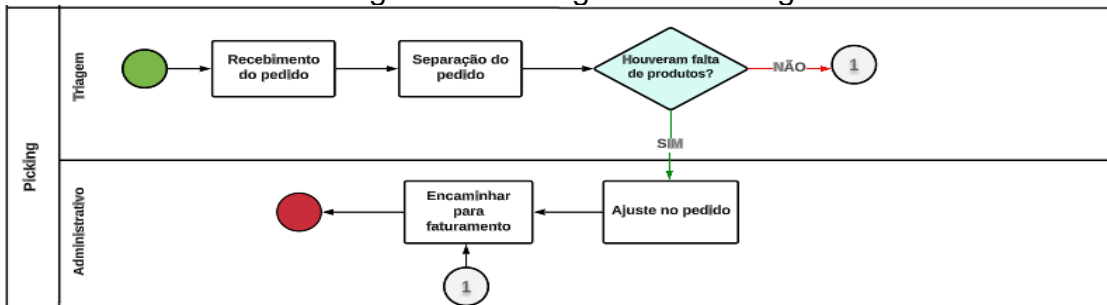 Picking
Triagem
Recebimento
do pedido
Separação do
pedido
Houveram falta
de produtos?
NÃO
1
SIM
Administrativo
Encaminhar
para
faturamento
Ajuste no pedido
1